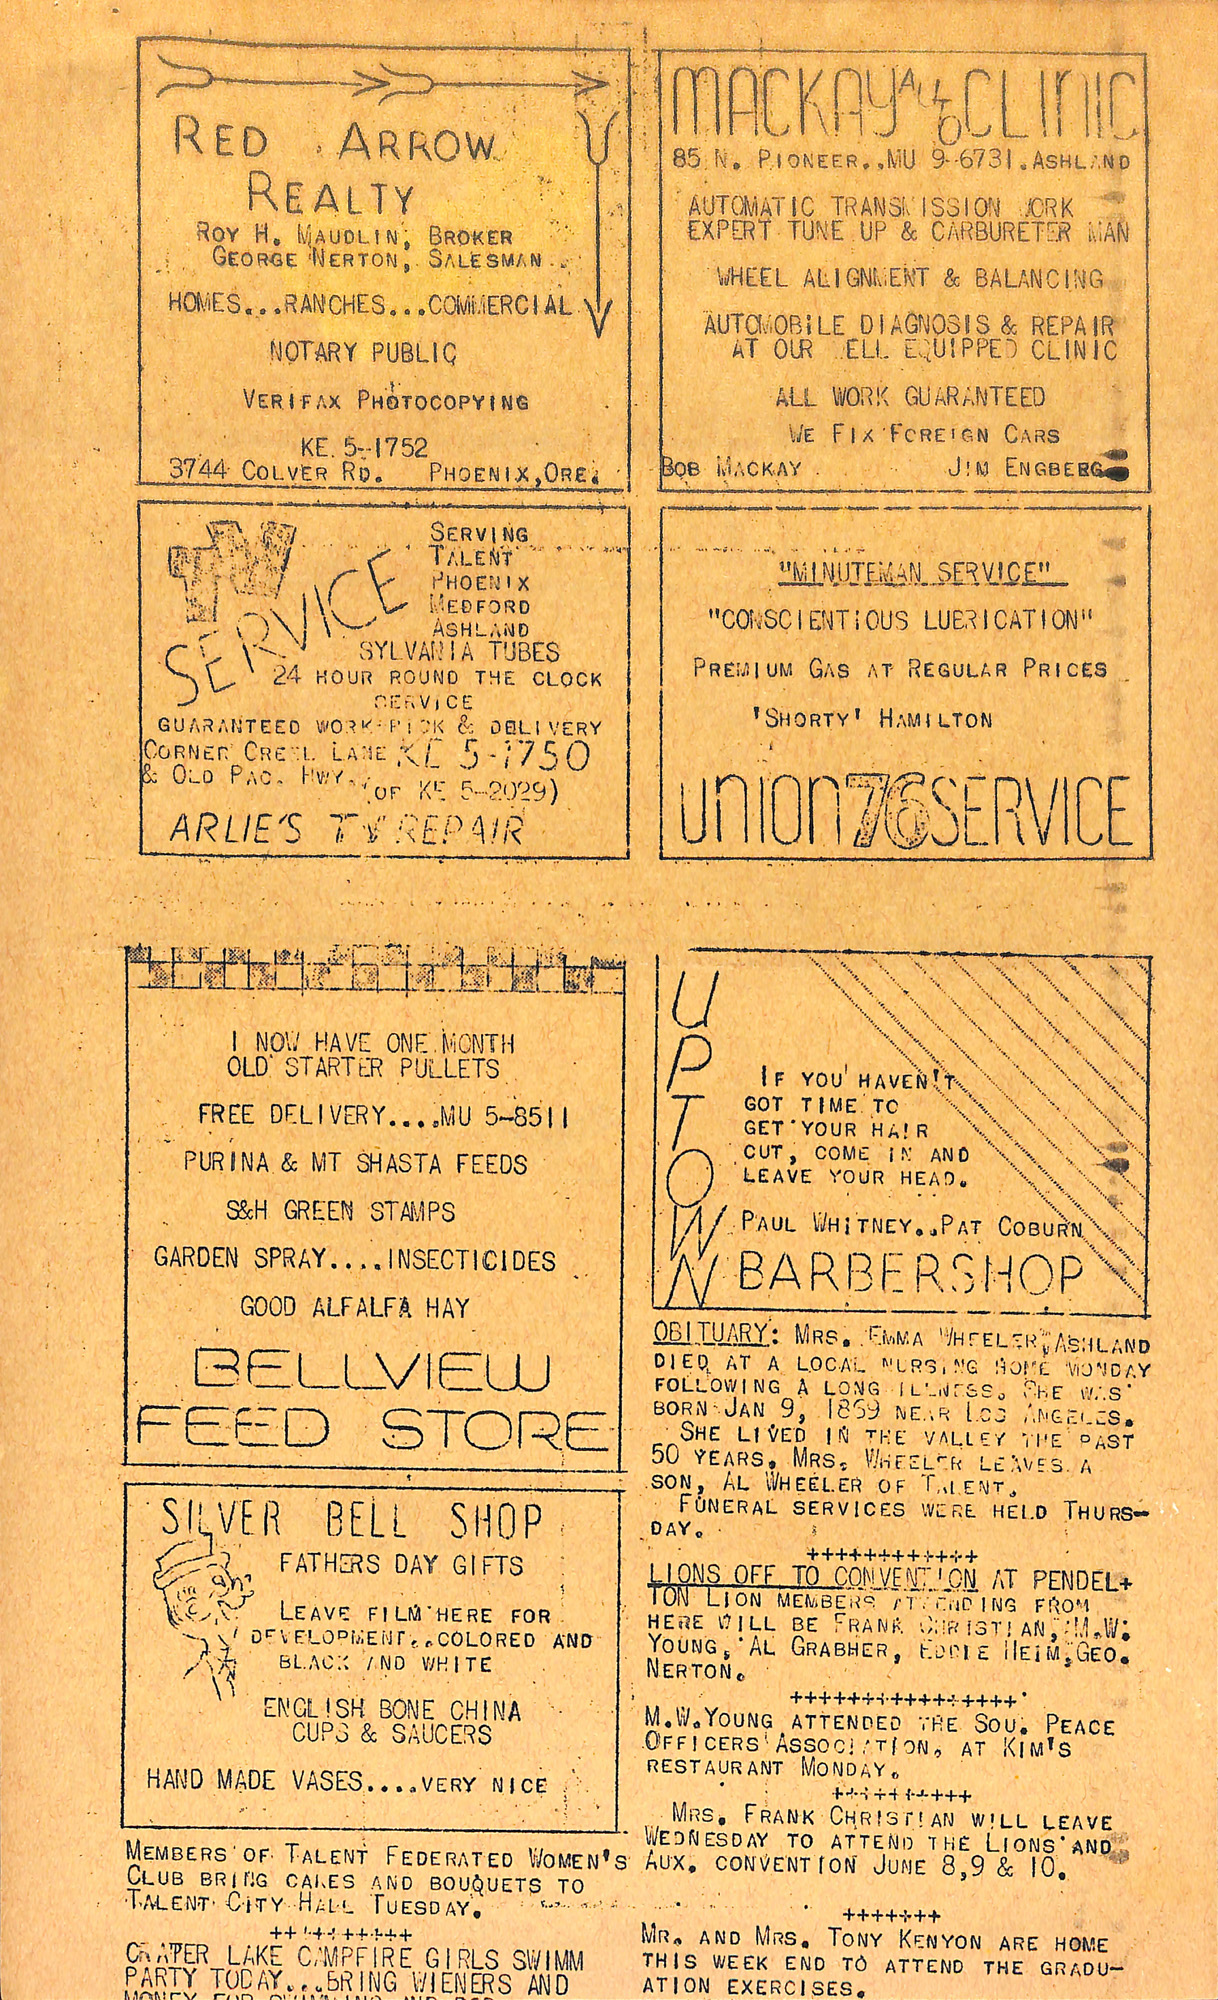 RED ARROW
REALTY
ROY H. MAUDLIN, BROKER
GEORGE NERTON, SALESMAN
HOMES...RANCHES...COMMERCIAL
NOTARY PUBLIC
VERIFAX PHOTOCOPYING
KE 5-1752
3744 COLVER RD. PHOENIX,ORE.
MACKAY AUTO CLINIC
85 N. PIONEER..MU 9-6731.ASHLAND
AUTOMATIC TRANSMISSION WORK
EXPERT TUNE UP & CARBURETER MAN
WHEEL ALIGNMENT & BALANCING
AUTOMOBILE DIAGNOSIS & REPAIR
AT OUR WELL EQUIPPED CLINIC
ALL WORK GUARANTEED
WE FIX FOREIGN CARS
BOB MACKAY JIM ENGBERG
TV
SERVICE
SERVING
TALENT
PHOENIX
MEDFORD
ASHLAND
SYLVANIA TUBES
24 HOUR ROUND THE CLOCK
SERVICE
GUARANTEED WORK-PICK & DELIVERY
CORNER CREEL LANE KE 5-1750
& OLD PAC. HWY. (OR KE 5-2029)
ARLIE'S TV REPAIR
"MINUTEMAN SERVICE"
"CONSCIENTIOUS LUBRICATION"
PREMIUM GAS AT REGULAR PRICES
'SHORTY' HAMILTON
UNION 76 SERVICE
I NOW HAVE ONE MONTH
OLD STARTER PULLETS
FREE DELIVERY....MU 5-8511
PURINA & MT SHASTA FEEDS
S&H GREEN STAMPS
GARDEN SPRAY....INSECTICIDES
GOOD ALFALFA HAY
BELLVIEW
FEED STORE
UPTOWN
IF YOU HAVEN'T
GOT TIME TO
GET YOUR HAIR
CUT, COME IN AND
LEAVE YOUR HEAD.
PAUL WHITNEY..PAT COBURN
BARBERSHOP
SILVER BELL SHOP
FATHERS DAY GIFTS
LEAVE FILM HERE FOR
DEVELOPMENT..COLORED AND
BLACK AND WHITE
ENGLISH BONE CHINA
CUPS & SAUCERS
HAND MADE VASES....VERY NICE
MEMBERS OF TALENT FEDERATED WOMEN'S
CLUB BRING CAKES AND BOUQUETS TO
TALENT CITY HALL TUESDAY.
++++++++++
CRATER LAKE CAMPFIRE GIRLS SWIMM
PARTY TODAY...BRING WIENERS AND
MONEY FOR SWIMMING AND
OBITUARY: MRS. EMMA WHEELER, ASHLAND
DIED AT A LOCAL NURSING HOME MONDAY
FOLLOWING A LONG ILLNESS. SHE WAS
BORN JAN 9, 1869 NEAR LOS ANGELES.
SHE LIVED IN THE VALLEY THE PAST
50 YEARS. MRS. WHEELER LEAVES A
SON, AL WHEELER OF TALENT.
FUNERAL SERVICES WERE HELD THURS-
DAY.
++++++++++++
LIONS OFF TO CONVENTION AT PENDEL+
TON LION MEMBERS ATTENDING FROM
HERE WILL BE FRANK CHRISTIAN, M.W.
YOUNG, AL GRABHER, EDDIE HEIM, GEO.
NERTON.
++++++++++++++++
M.W.YOUNG ATTENDED THE SOU. PEACE
OFFICERS ASSOCIATION, AT KIM'S
RESTAURANT MONDAY.
++++++++++
MRS. FRANK CHRISTIAN WILL LEAVE
WEDNESDAY TO ATTEND THE LIONS AND
AUX. CONVENTION JUNE 8,9 & 10.
+++++++
MR. AND MRS. TONY KENYON ARE HOME
THIS WEEK END TO ATTEND THE GRADU-
ATION EXERCISES.